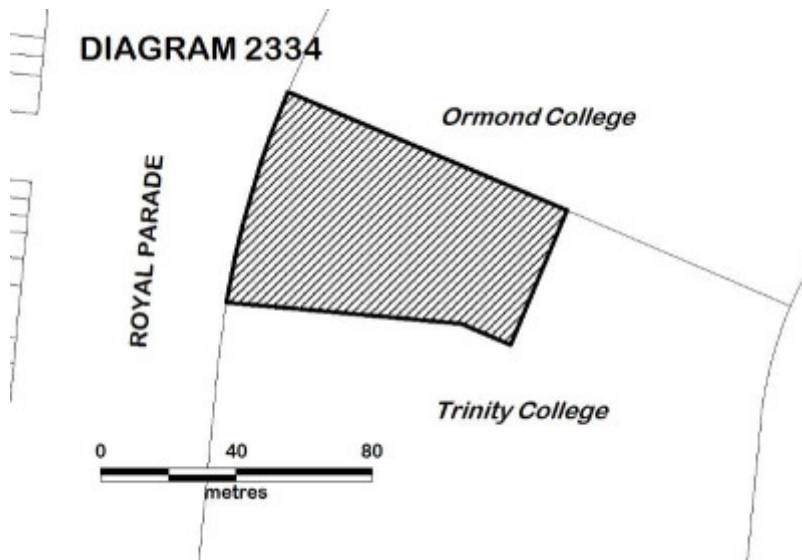 DIAGRAM 2334
Ormond College
ROYAL PARADE
Trinity College
0 40 80
metres